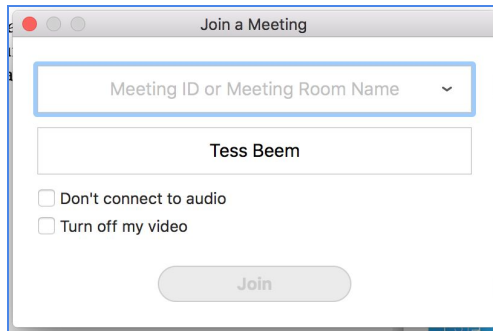 Join a Meeting
Meeting ID or Meeting Room Name
Tess Beem
Don't connect to audio
Turn off my video
Join